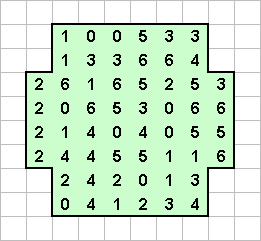 1 0 0 5 3 3
1 3 3 6 6 4
2 6 1 6 5 2 5 3
2 0 6 5 3 0 6 6
2 1 4 0 4 0 5 5
2 4 4 5 5 1 1 6
2 4 2 0 1 3
0 4 1 2 3 4